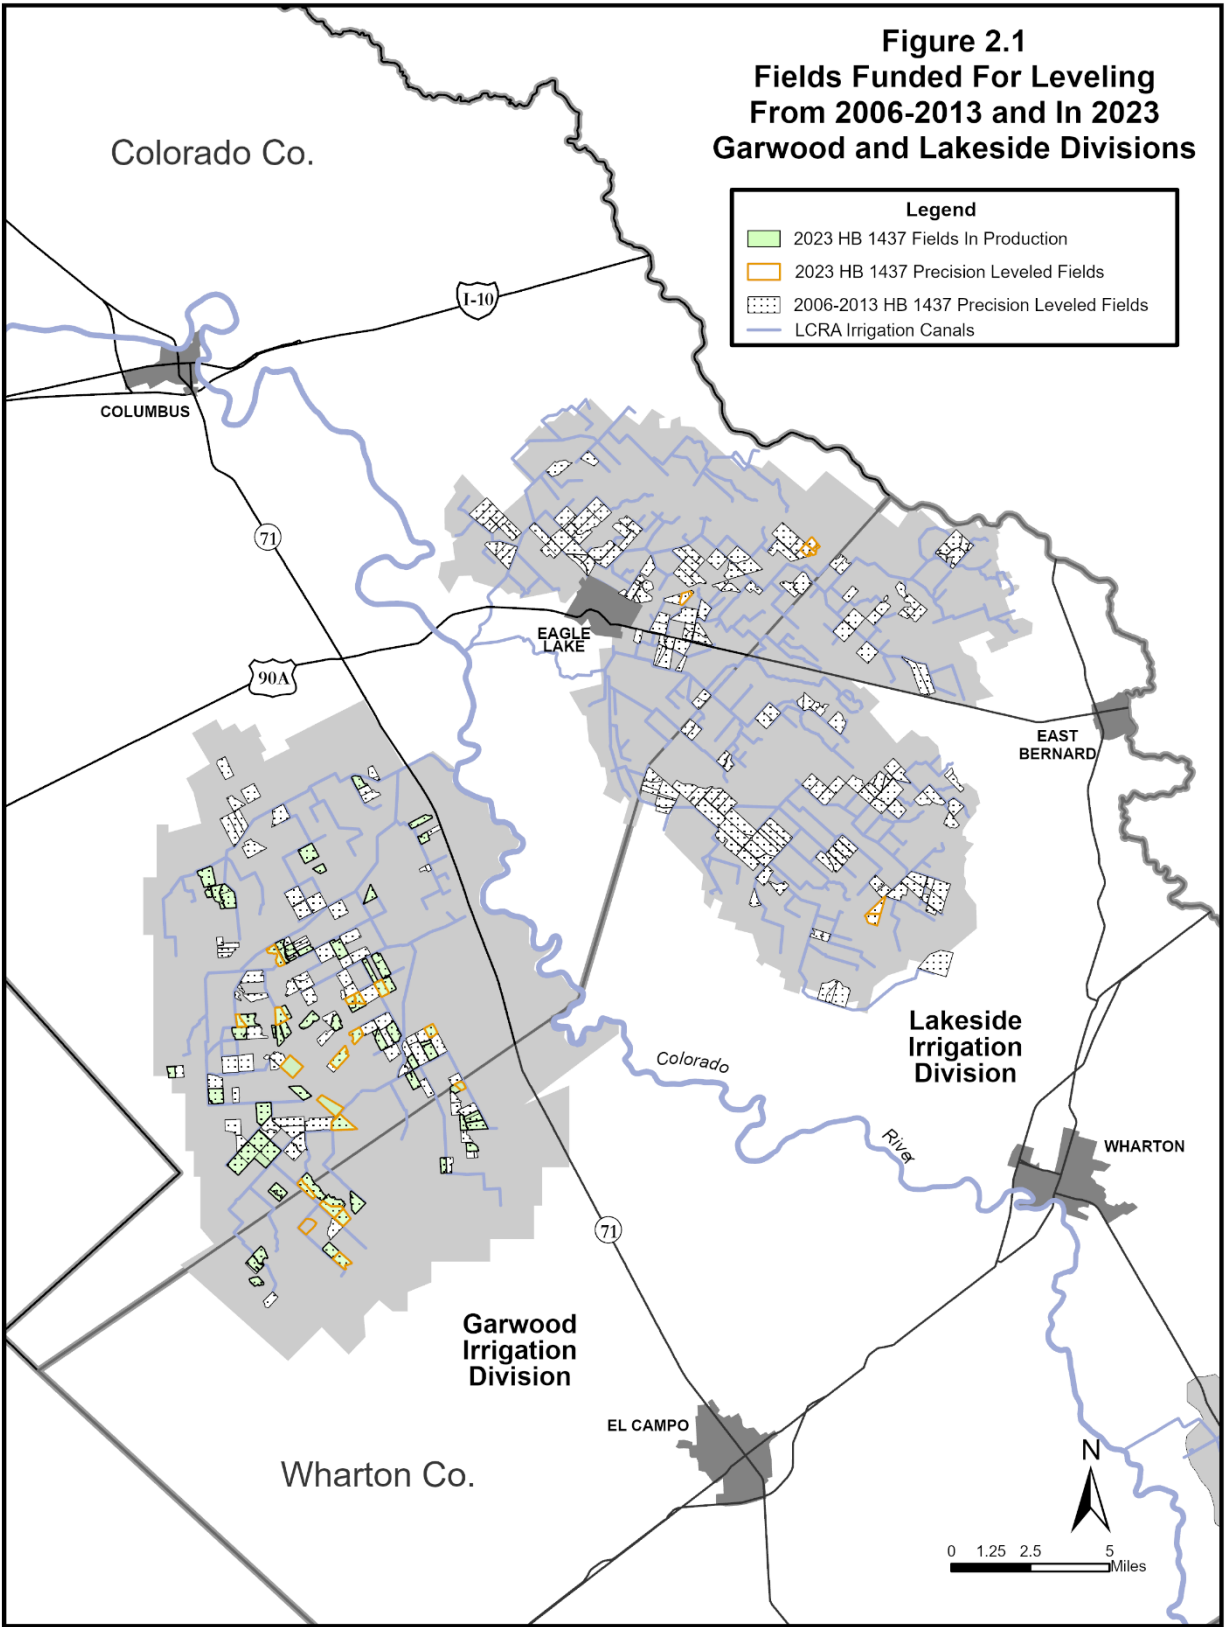 Figure 2.1
Fields Funded For Leveling
From 2006-2013 and In 2023
Garwood and Lakeside Divisions
Colorado Co.
Legend
2023 HB 1437 Fields In Production
2023 HB 1437 Precision Leveled Fields
2006-2013 HB 1437 Precision Leveled Fields
LCRA Irrigation Canals
I-10
COLUMBUS
71
EAGLE
LAKE
90A
EAST
BERNARD
Lakeside
Irrigation
Division
Colorado
River
WHARTON
71
Garwood
Irrigation
Division
EL CAMPO
Wharton Co.
N
0 1.25 2.5 5
Miles